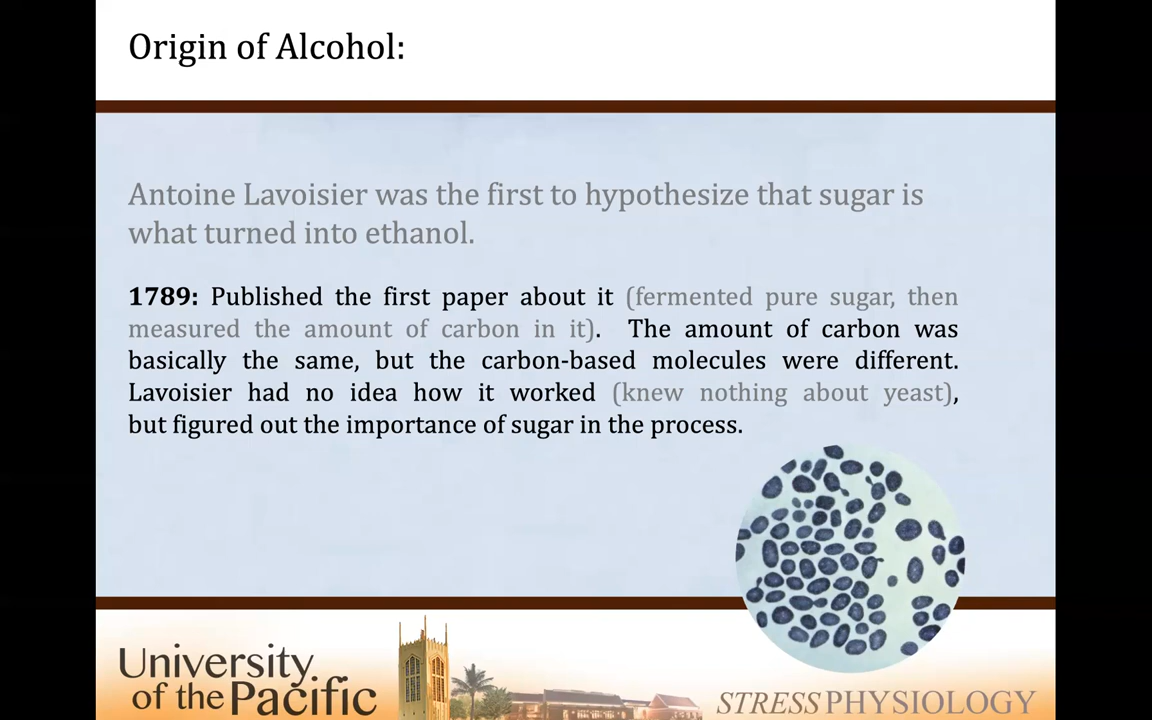 Origin of Alcohol:
Antoine Lavoisier was the first to hypothesize that sugar is
what turned into ethanol.
1789: Published the first paper about it (fermented pure sugar, then
measured the amount of carbon in it). The amount of carbon was
basically the same, but the carbon-based molecules were different.
Lavoisier had no idea how it worked (knew nothing about yeast),
but figured out the importance of sugar in the process.
University
of the Pacific
STRESSPHYSIOLOGY